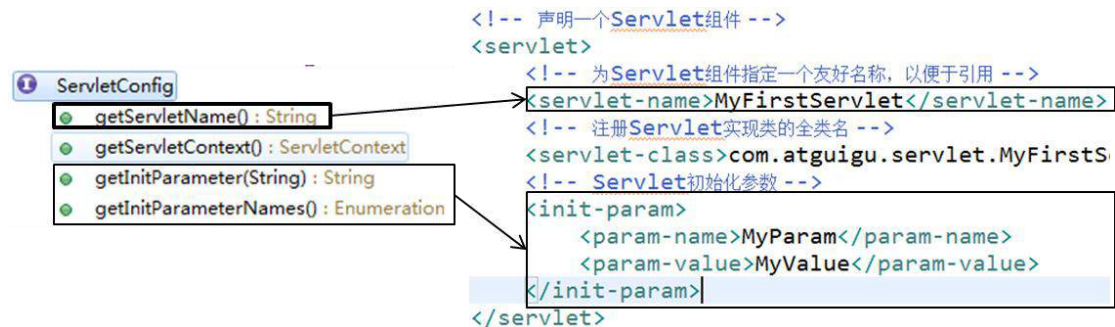 ServletConfig
getServletName() : String
getServletContext() : ServletContext
getInitParameter(String) : String
getInitParameterNames() : Enumeration
<!-- 声明一个Servlet组件 -->
<servlet>
<!-- 为Servlet组件指定一个友好名称，以便于引用 -->
<servlet-name>MyFirstServlet</servlet-name>
<!-- 注册Servlet实现类的全类名 -->
<servlet-class>com.atguigu.servlet.MyFirstS
<!-- Servlet初始化参数 -->
<init-param>
<param-name>MyParam</param-name>
<param-value>MyValue</param-value>
</init-param>
</servlet>